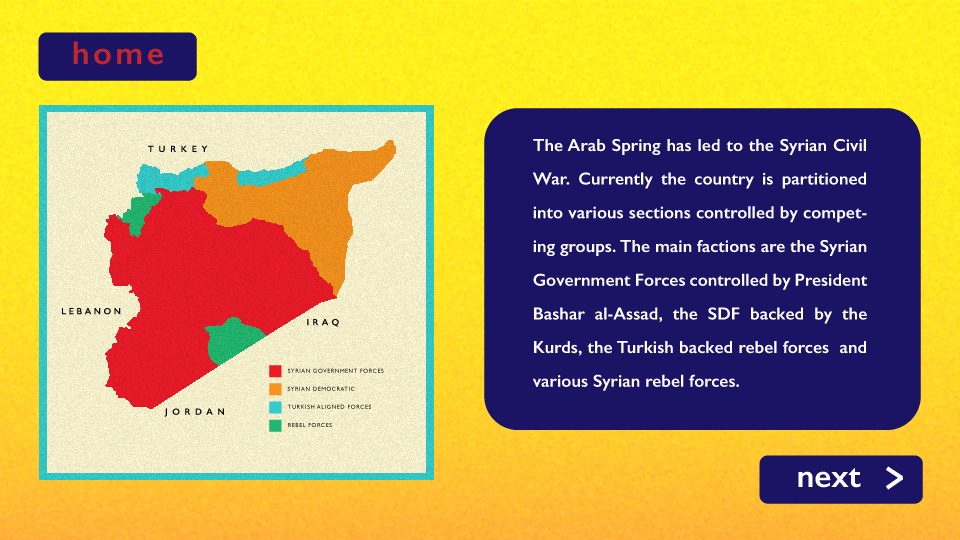 home
TURKEY
LEBANON
IRAQ
JORDAN
SYRIAN GOVERNMENT FORCES
SYRIAN DEMOCRATIC
TURKISH ALIGNED FORCES
REBEL FORCES
The Arab Spring has led to the Syrian Civil
War. Currently the country is partitioned
into various sections controlled by compet-
ing groups. The main factions are the Syrian
Government Forces controlled by President
Bashar al-Assad, the SDF backed by the
Kurds, the Turkish backed rebel forces and
various Syrian rebel forces.
next >